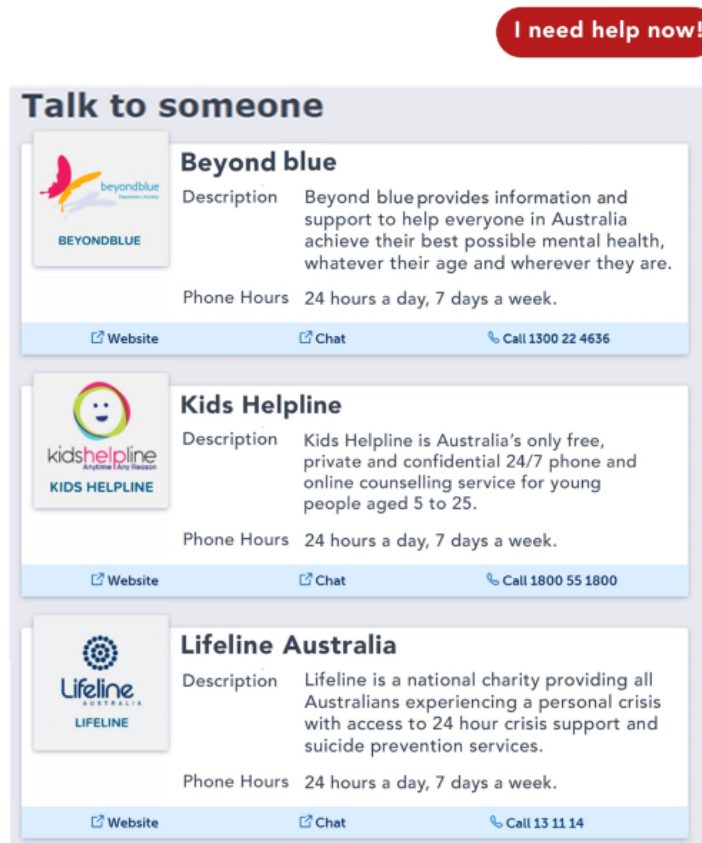 I need help now!
Talk to someone
beyondblue
Depression. Anxiety.
BEYONDBLUE
Beyond blue
Description Beyond blue provides information and
support to help everyone in Australia
achieve their best possible mental health,
whatever their age and wherever they are.
Phone Hours 24 hours a day, 7 days a week.
Website Chat Call 1300 22 4636
kidshelpline
Anytime Any Reason
KIDS HELPLINE
Kids Helpline
Description Kids Helpline is Australia’s only free,
private and confidential 24/7 phone and
online counselling service for young
people aged 5 to 25.
Phone Hours 24 hours a day, 7 days a week.
Website Chat Call 1800 55 1800
Lifeline
AUSTRALIA
LIFELINE
Lifeline Australia
Description Lifeline is a national charity providing all
Australians experiencing a personal crisis
with access to 24 hour crisis support and
suicide prevention services.
Phone Hours 24 hours a day, 7 days a week.
Website Chat Call 13 11 14